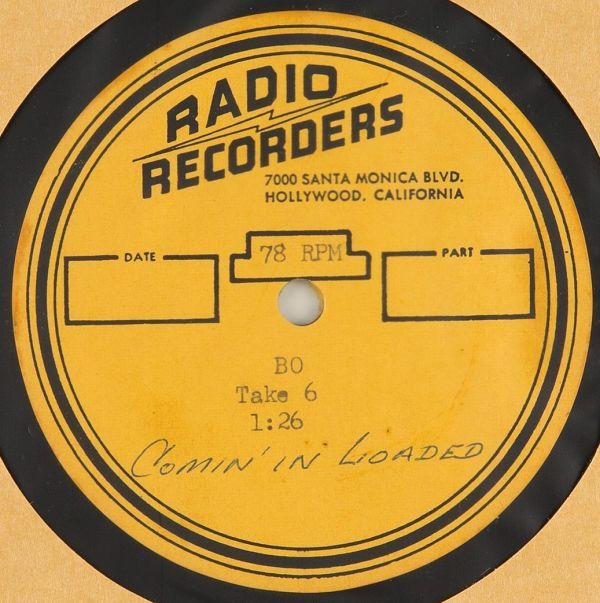 RADIO
RECORDERS
7000 SANTA MONICA BLVD.
HOLLYWOOD, CALIFORNIA
DATE
78 RPM
PART
BO
Take 6
1:26
COMIN' IN LOADED